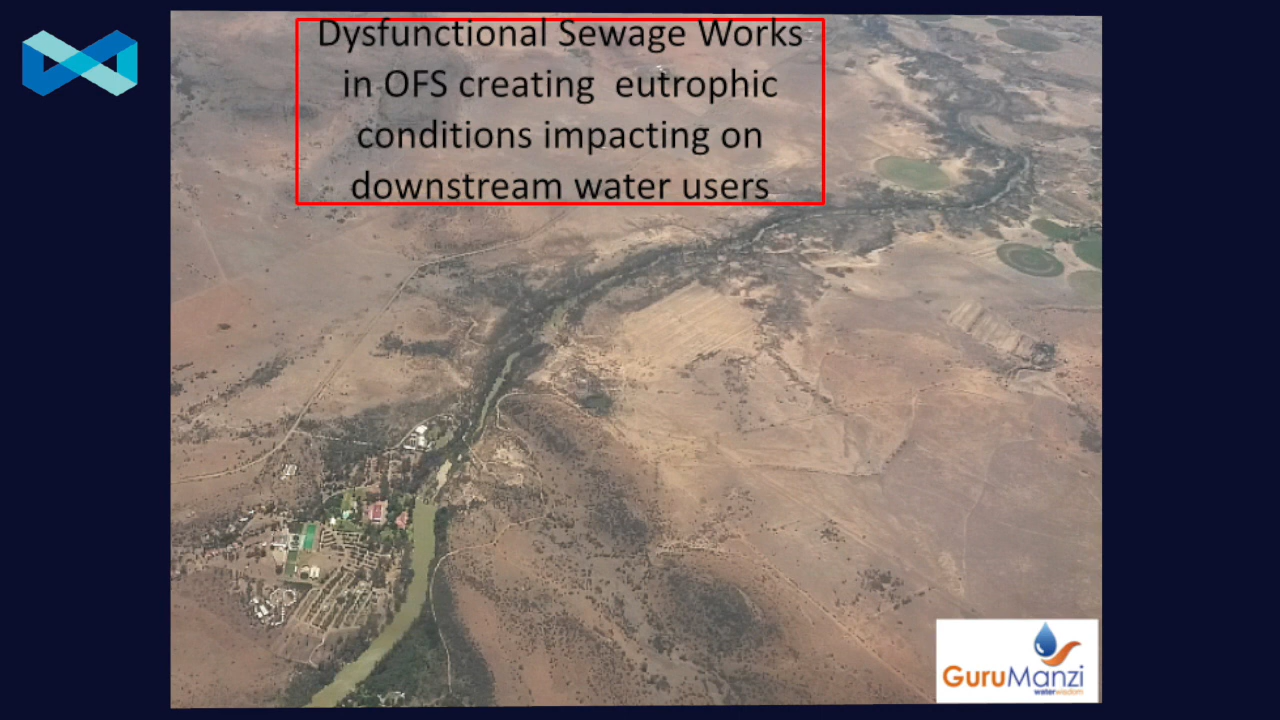 Dysfunctional Sewage Works
in OFS creating  eutrophic
conditions impacting on
downstream water users
GuruManzi
waterwisdom